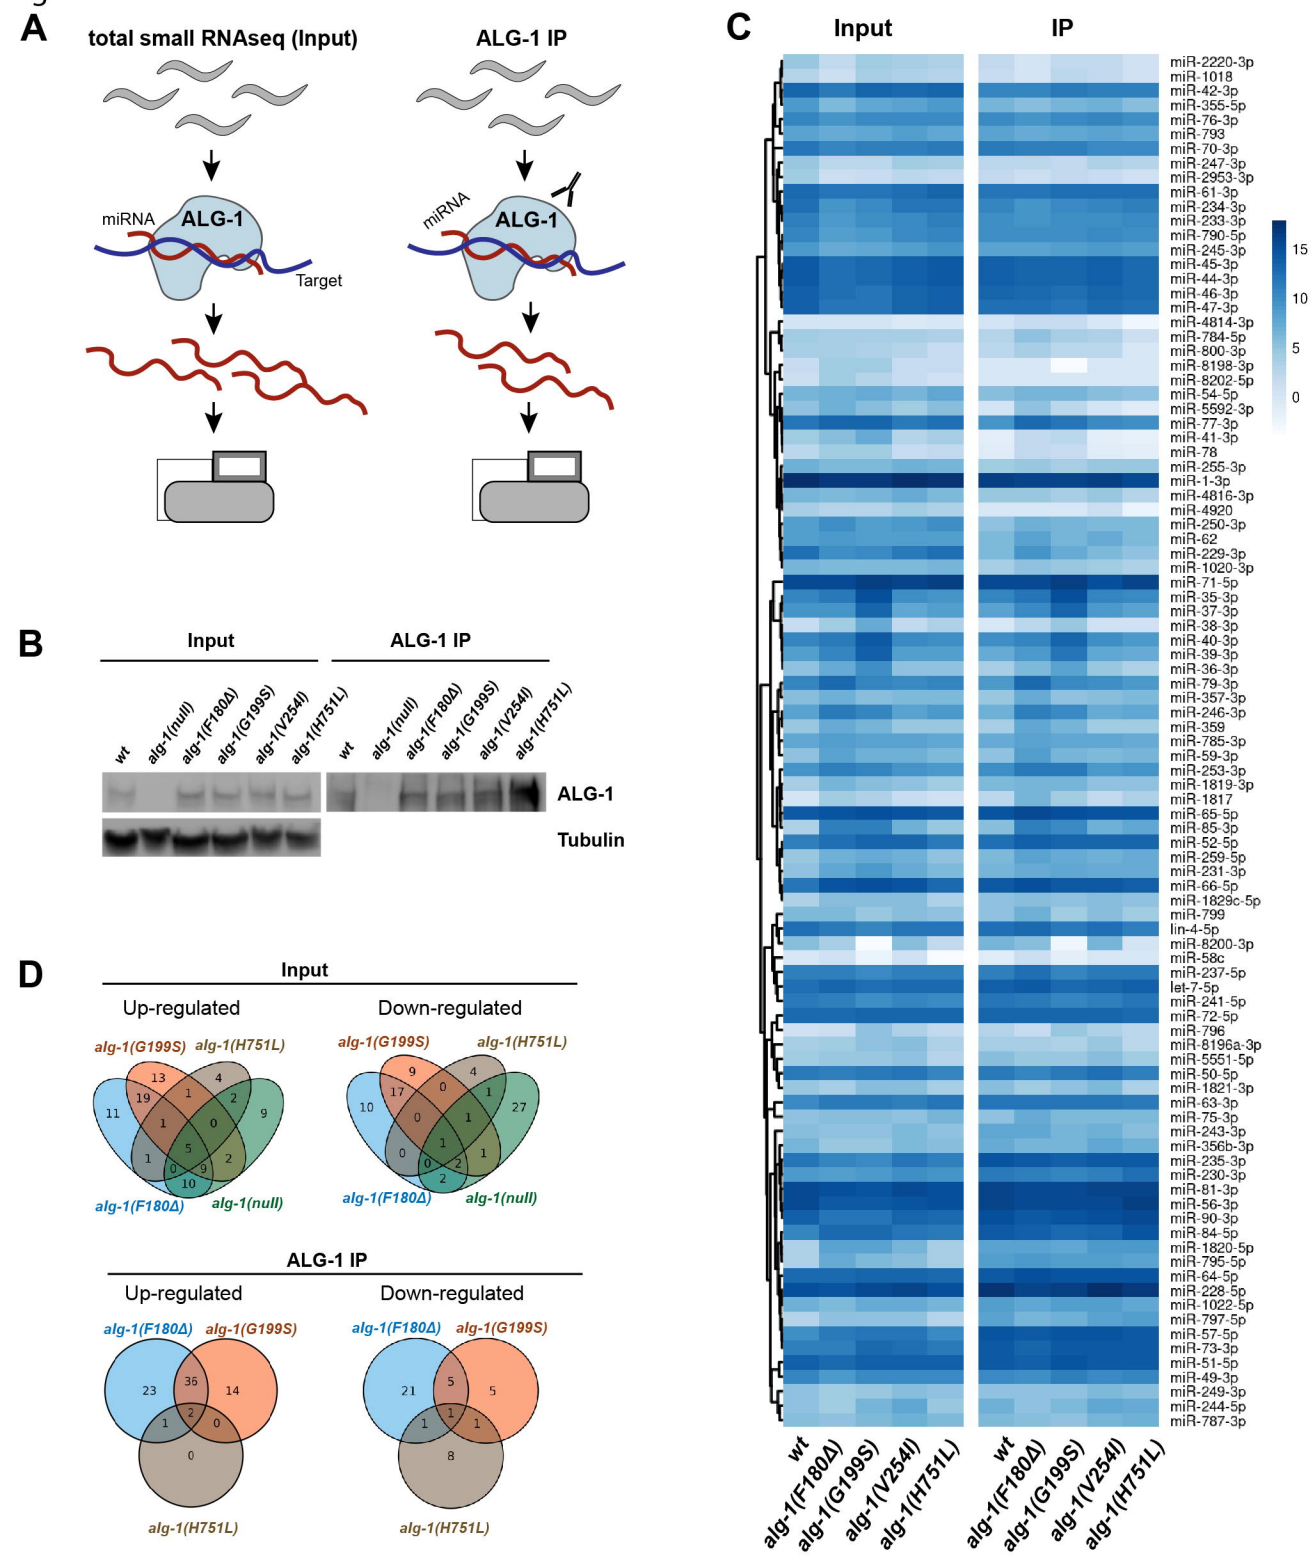 A
total small RNAseq (Input)
ALG-1 IP
miRNA
ALG-1
Target
miRNA
ALG-1
B
Input
ALG-1 IP
wt
alg-1(null)
alg-1(F180Δ)
alg-1(G199S)
alg-1(V254I)
alg-1(H751L)
wt
alg-1(null)
alg-1(F180Δ)
alg-1(G199S)
alg-1(V254I)
alg-1(H751L)
ALG-1
Tubulin
C
Input
IP
miR-2220-3p
miR-1018
miR-42-3p
miR-355-5p
miR-76-3p
miR-793
miR-70-3p
miR-247-3p
miR-2953-3p
miR-61-3p
miR-234-3p
miR-233-3p
miR-790-5p
miR-245-3p
miR-45-3p
miR-44-3p
miR-46-3p
miR-47-3p
miR-4814-3p
miR-784-5p
miR-800-3p
miR-8198-3p
miR-8202-5p
miR-54-5p
miR-5592-3p
miR-77-3p
miR-41-3p
miR-78
miR-255-3p
miR-1-3p
miR-4816-3p
miR-4920
miR-250-3p
miR-62
miR-229-3p
miR-1020-3p
miR-71-5p
miR-35-3p
miR-37-3p
miR-38-3p
miR-40-3p
miR-39-3p
miR-36-3p
miR-79-3p
miR-357-3p
miR-246-3p
miR-359
miR-785-3p
miR-59-3p
miR-253-3p
miR-1819-3p
miR-1817
miR-65-5p
miR-85-3p
miR-52-5p
miR-259-5p
miR-231-3p
miR-66-5p
miR-1829c-5p
miR-799
lin-4-5p
miR-8200-3p
miR-58c
miR-237-5p
let-7-5p
miR-241-5p
miR-72-5p
miR-796
miR-8196a-3p
miR-5551-5p
miR-50-5p
miR-1821-3p
miR-63-3p
miR-75-3p
miR-243-3p
miR-356b-3p
miR-235-3p
miR-230-3p
miR-81-3p
miR-56-3p
miR-90-3p
miR-84-5p
miR-1820-5p
miR-795-5p
miR-64-5p
miR-228-5p
miR-1022-5p
miR-797-5p
miR-57-5p
miR-73-3p
miR-51-5p
miR-49-3p
miR-249-3p
miR-244-5p
miR-787-3p
15
10
5
0
wt
alg-1(F180Δ)
alg-1(G199S)
alg-1(V254I)
alg-1(H751L)
wt
alg-1(F180Δ)
alg-1(G199S)
alg-1(V254I)
alg-1(H751L)
D
Input
Up-regulated
alg-1(G199S)
alg-1(H751L)
13
4
19
1
2
11
9
1
0
5
1
0
9
2
10
alg-1(F180Δ)
alg-1(null)
Down-regulated
alg-1(G199S)
alg-1(H751L)
9
4
17
0
1
10
27
0
1
1
0
0
2
1
2
alg-1(F180Δ)
alg-1(null)
ALG-1 IP
Up-regulated
alg-1(F180Δ)
alg-1(G199S)
23
36
14
2
1
0
0
alg-1(H751L)
Down-regulated
alg-1(F180Δ)
alg-1(G199S)
21
5
5
1
1
1
8
alg-1(H751L)